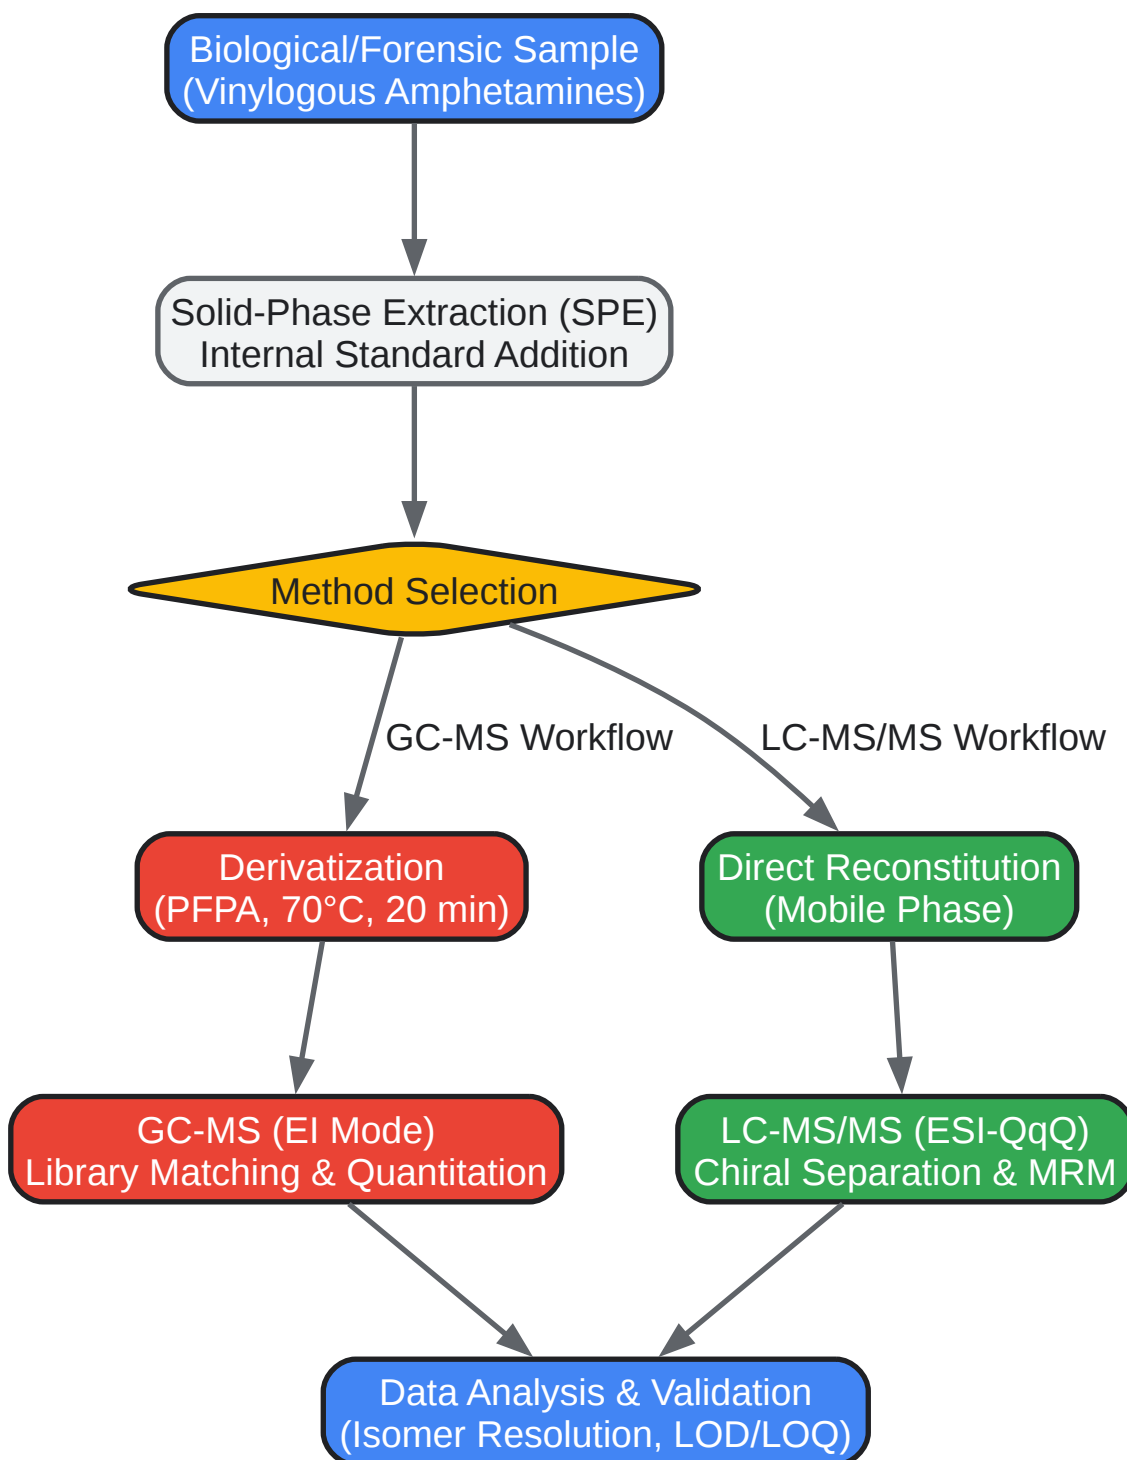 Biological/Forensic Sample
(Vinylogous Amphetamines)
Solid-Phase Extraction (SPE)
Internal Standard Addition
Method Selection
GC-MS Workflow
LC-MS/MS Workflow
Derivatization
(PFPA, 70°C, 20 min)
Direct Reconstitution
(Mobile Phase)
GC-MS (EI Mode)
Library Matching & Quantitation
LC-MS/MS (ESI-QqQ)
Chiral Separation & MRM
Data Analysis & Validation
(Isomer Resolution, LOD/LOQ)